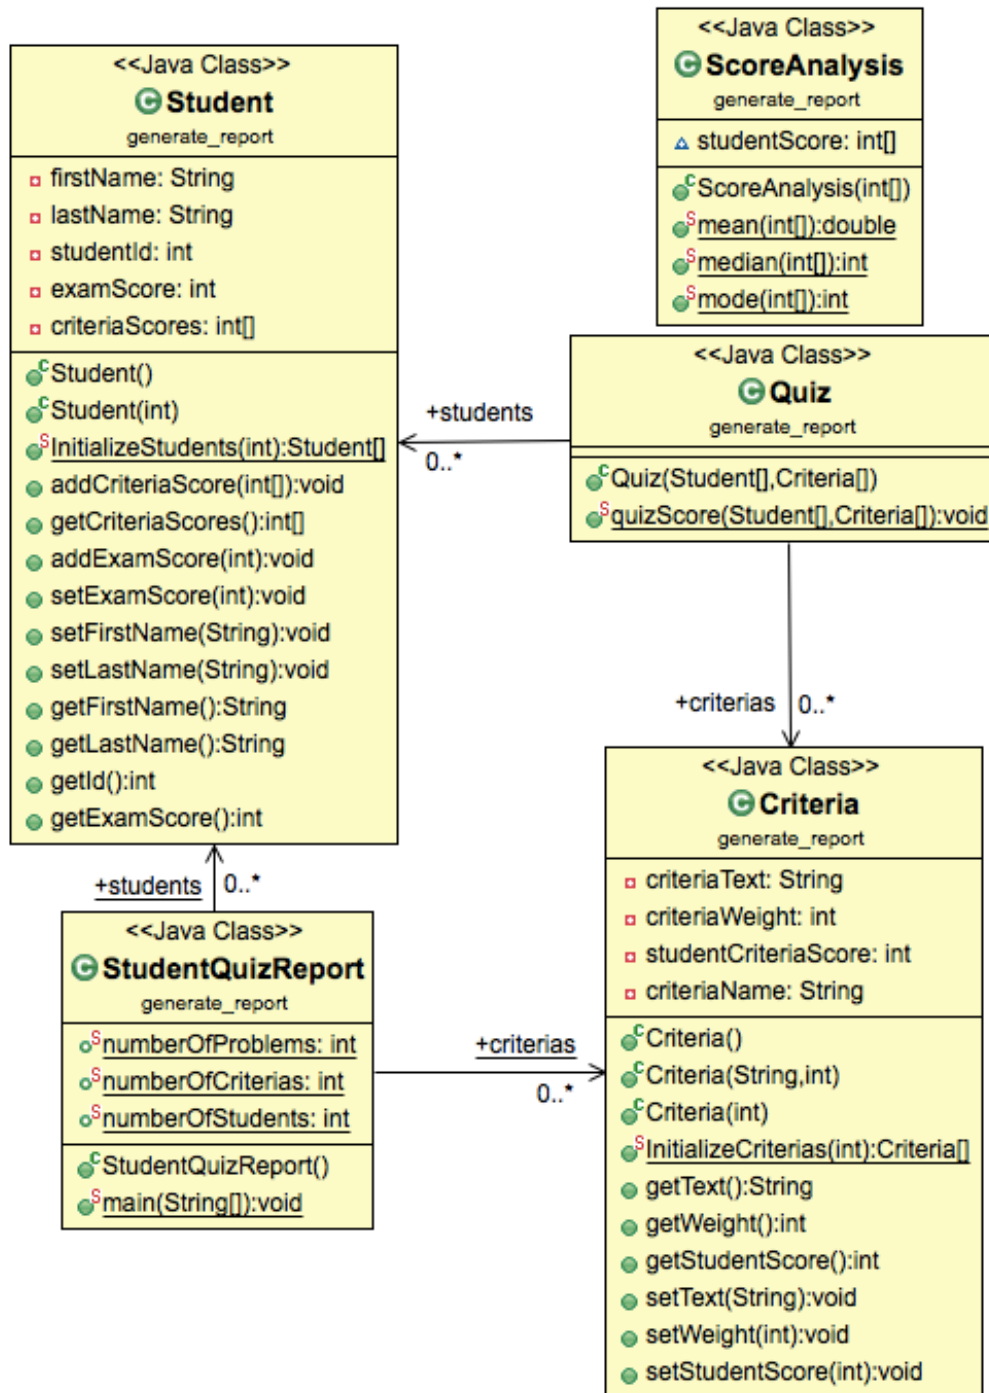 <<Java Class>>
Student
generate_report
firstName: String
lastName: String
studentId: int
examScore: int
criteriaScores: int[]
Student()
Student(int)
InitializeStudents(int):Student[]
addCriteriaScore(int[]):void
getCriteriaScores():int[]
addExamScore(int):void
setExamScore(int):void
setFirstName(String):void
setLastName(String):void
getFirstName():String
getLastName():String
getId():int
getExamScore():int
<<Java Class>>
ScoreAnalysis
generate_report
studentScore: int[]
ScoreAnalysis(int[])
mean(int[]):double
median(int[]):int
mode(int[]):int
<<Java Class>>
Quiz
generate_report
Quiz(Student[],Criteria[])
quizScore(Student[],Criteria[]):void
+students
0..*
+criterias 0..*
+students 0..*
<<Java Class>>
StudentQuizReport
generate_report
numberOfProblems: int
numberOfCriterias: int
numberOfStudents: int
StudentQuizReport()
main(String[]):void
+criterias
0..*
<<Java Class>>
Criteria
generate_report
criteriaText: String
criteriaWeight: int
studentCriteriaScore: int
criteriaName: String
Criteria()
Criteria(String,int)
Criteria(int)
InitializeCriterias(int):Criteria[]
getText():String
getWeight():int
getStudentScore():int
setText(String):void
setWeight(int):void
setStudentScore(int):void